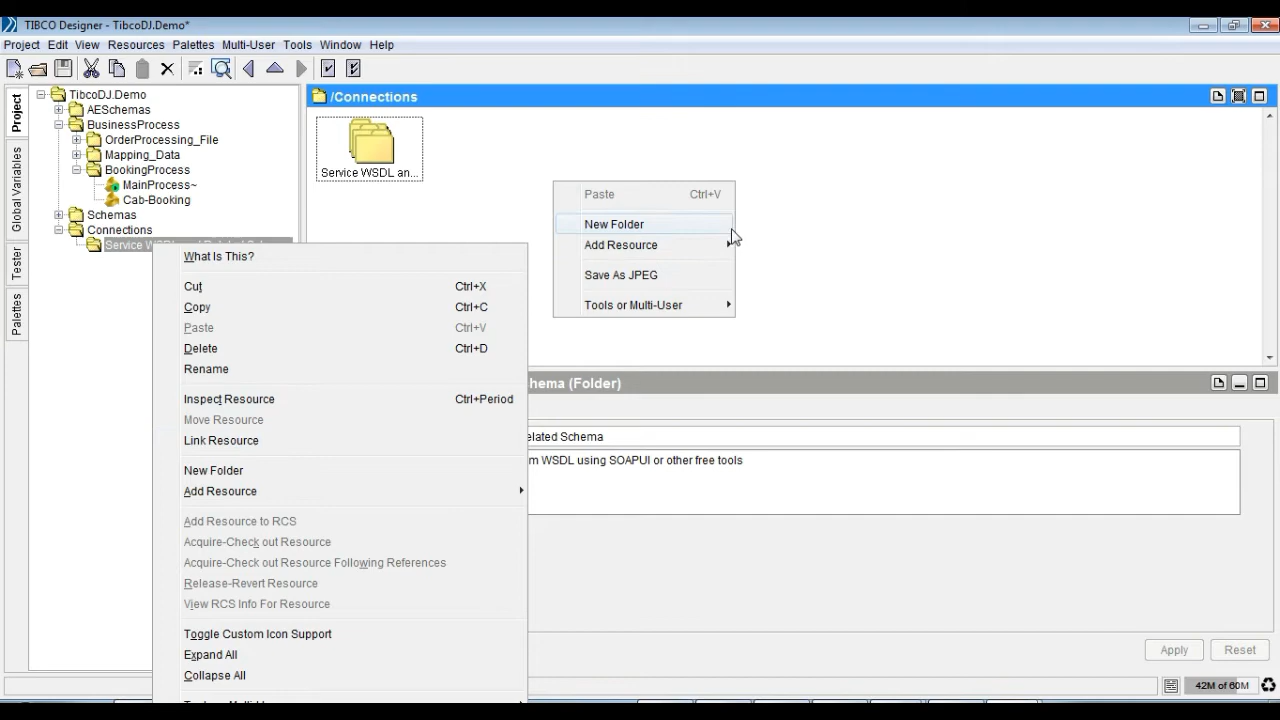 TIBCO Designer - TibcoDJ.Demo*
Project Edit View Resources Palettes Multi-User Tools Window Help
Project
Global Variables
Tester
Palettes
TibcoDJ.Demo
AESchemas
BusinessProcess
OrderProcessing_File
Mapping_Data
BookingProcess
MainProcess~
Cab-Booking
Schemas
Connections
Service
/Connections
Service WSDL an...
Paste Ctrl+V
New Folder
Add Resource
Save As JPEG
Tools or Multi-User
What Is This?
Cut Ctrl+X
Copy Ctrl+C
Paste Ctrl+V
Delete Ctrl+D
Rename
Inspect Resource Ctrl+Period
Move Resource
Link Resource
New Folder
Add Resource
Add Resource to RCS
Acquire-Check out Resource
Acquire-Check out Resource Following References
Release-Revert Resource
View RCS Info For Resource
Toggle Custom Icon Support
Expand All
Collapse All
hema (Folder)
elated Schema
m WSDL using SOAPUI or other free tools
Apply Reset
42M of 60M